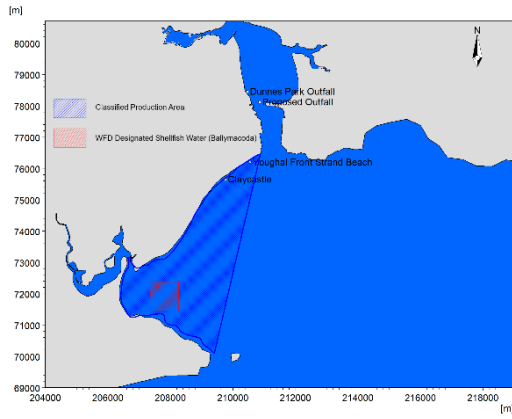 [m]
80000
N
79000
Dunnes Park Outfall
78000
Proposed Outfall
Classified Production Area
77000
WFD Designated Shellfish Water (Ballymacoda)
76000
Youghal Front Strand Beach
Claycastle
75000
74000
73000
72000
71000
70000
69000
204000 206000 208000 210000 212000 214000 216000 218000
[m]